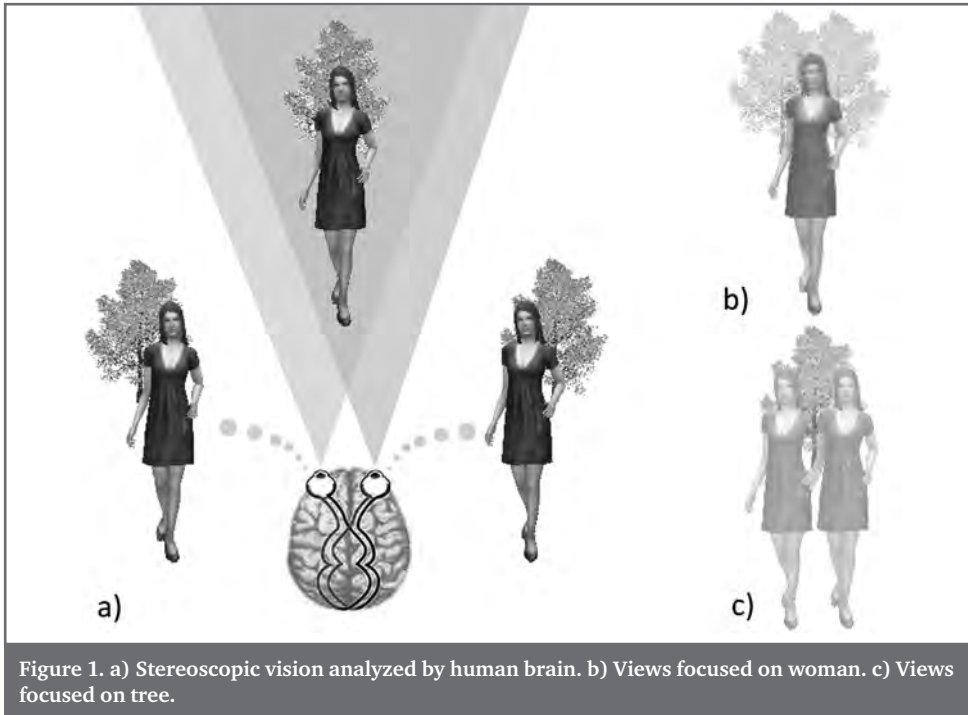 b)
a)
c)
Figure 1. a) Stereoscopic vision analyzed by human brain. b) Views focused on woman. c) Views
focused on tree.